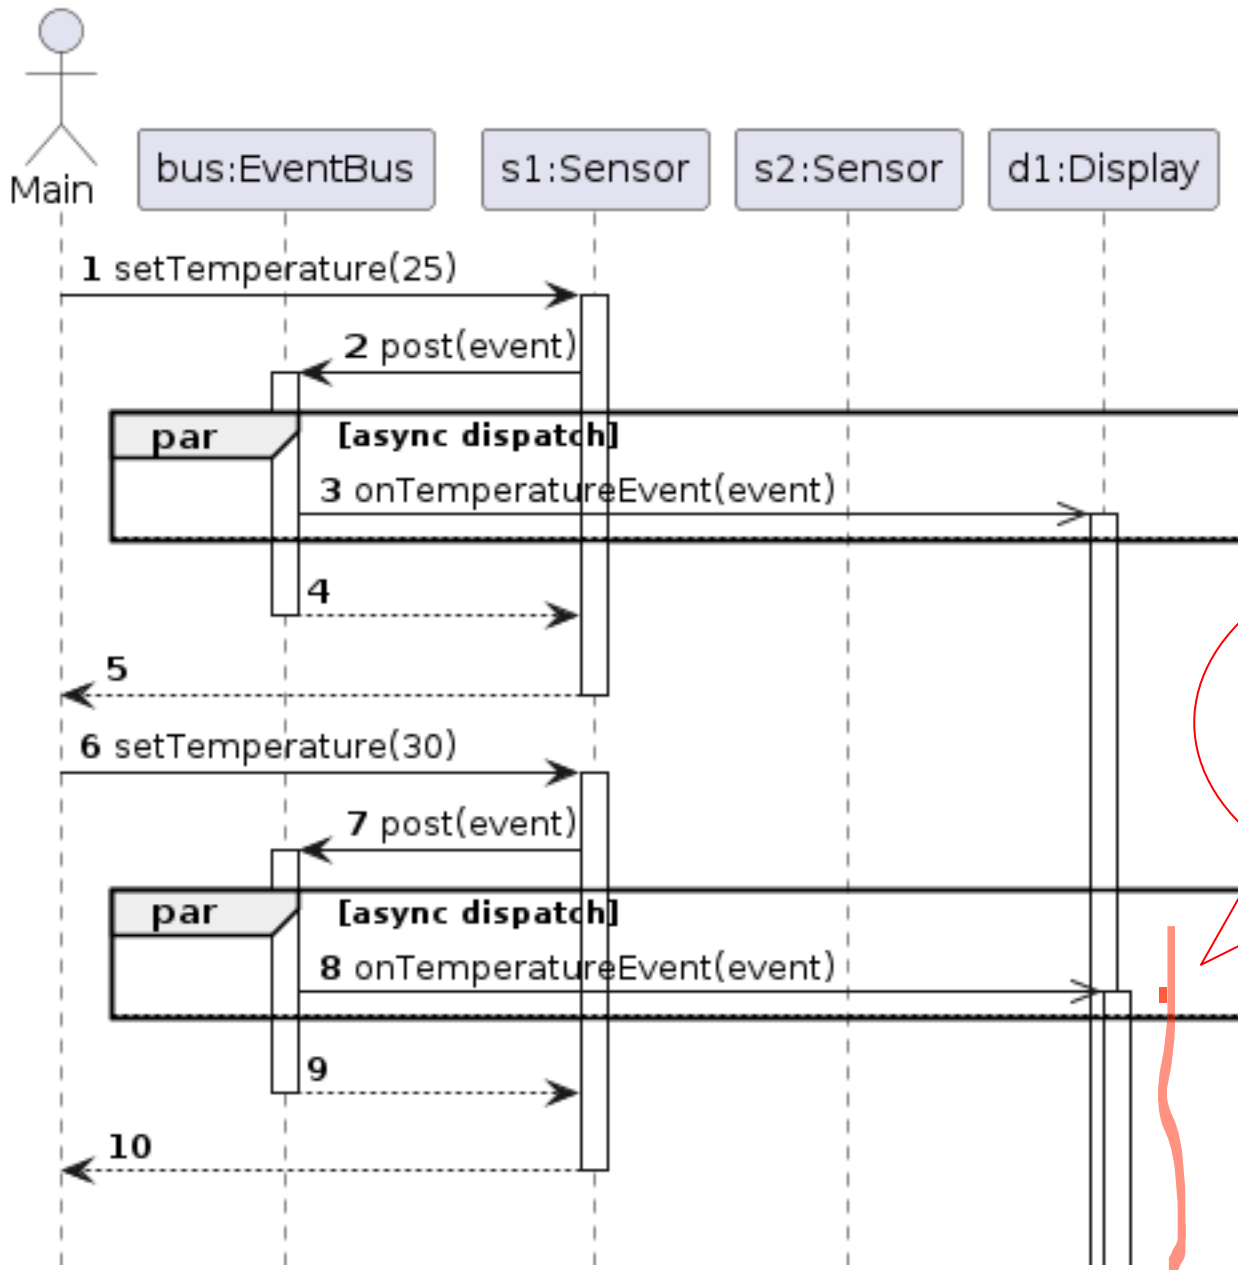 Main
bus:EventBus
s1:Sensor
s2:Sensor
d1:Display
1 setTemperature(25)
2 post(event)
par [async dispatch]
3 onTemperatureEvent(event)
4
5
6 setTemperature(30)
7 post(event)
par [async dispatch]
8 onTemperatureEvent(event)
9
10